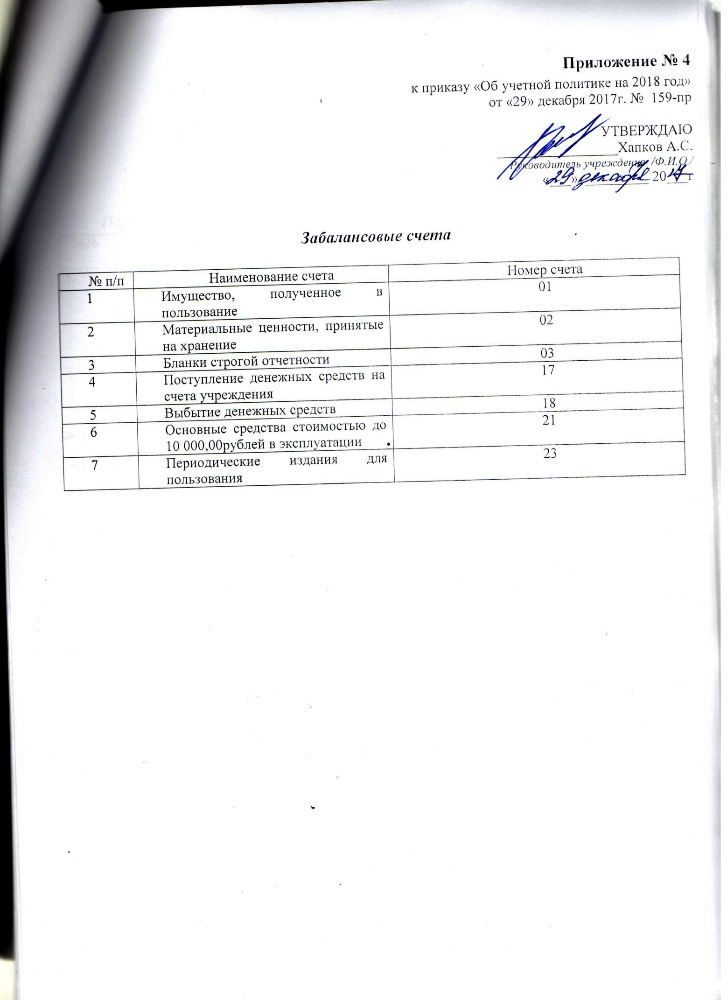 Приложение № 4
к приказу «Об учетной политике на 2018 год»
от «29» декабря 2017г. № 159-пр
УТВЕРЖДАЮ
Хапков А.С.
Руководитель учреждения /Ф.И.О./
«29» декабря 2017 г
Забалансовые счета
№ п/п Наименование счета Номер счета
1 Имущество, полученное в 01
пользование
2 Материальные ценности, принятые 02
на хранение
3 Бланки строгой отчетности 03
4 Поступление денежных средств на 17
счета учреждения
5 Выбытие денежных средств 18
6 Основные средства стоимостью до 21
10 000,00рублей в эксплуатации
7 Периодические издания для 23
пользования